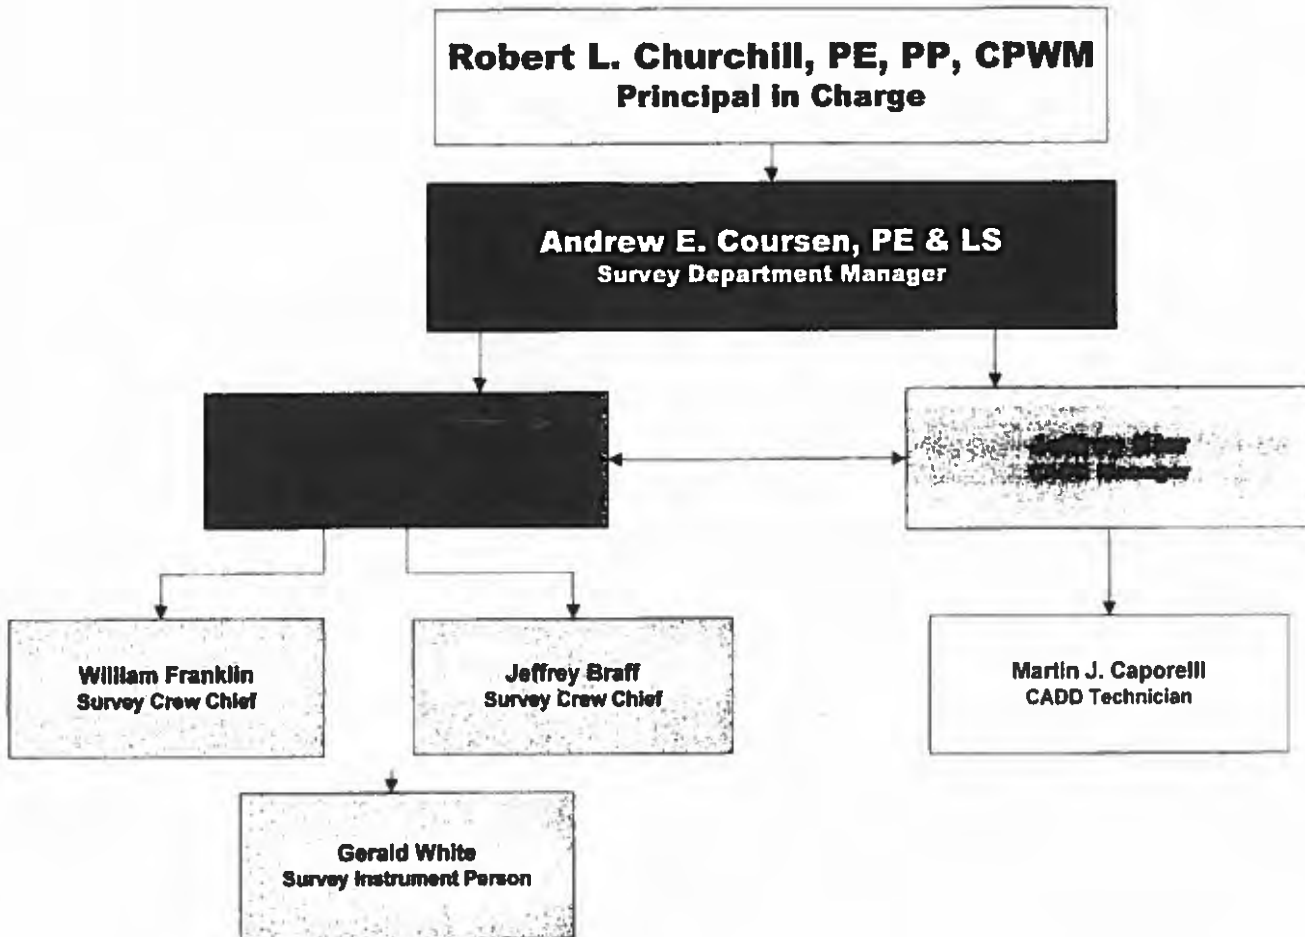 Robert L. Churchill, PE, PP, CPWM
Principal in Charge
Andrew E. Coursen, PE & LS
Survey Department Manager
William Franklin
Survey Crew Chief
Jeffrey Braff
Survey Crew Chief
Martin J. Caporelli
CADD Technician
Gerald White
Survey Instrument Person